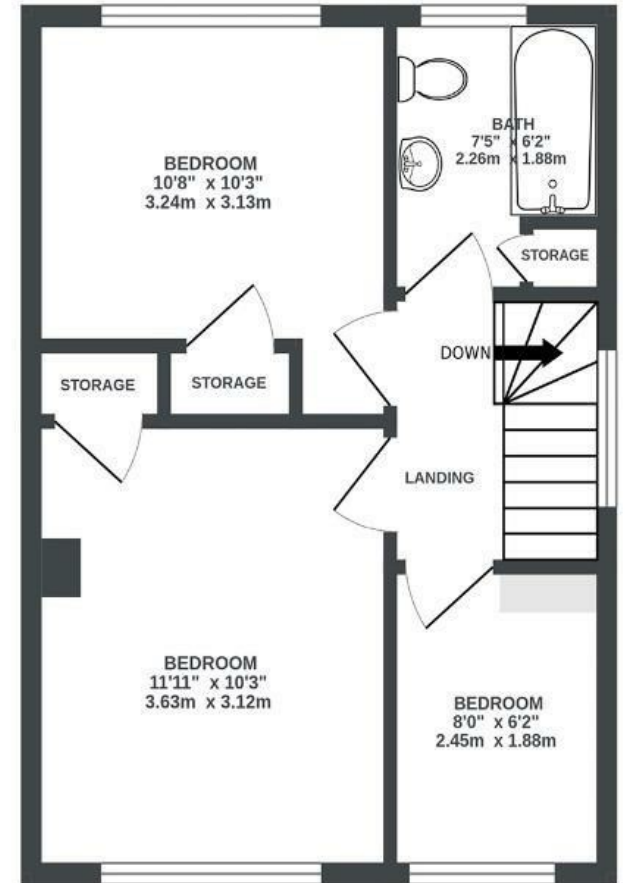 BEDROOM
10'8" x 10'3"
3.24m x 3.13m
BATH
7'5" x 6'2"
2.26m x 1.88m
STORAGE
DOWN
STORAGE
STORAGE
LANDING
BEDROOM
11'11" x 10'3"
3.63m x 3.12m
BEDROOM
8'0" x 6'2"
2.45m x 1.88m